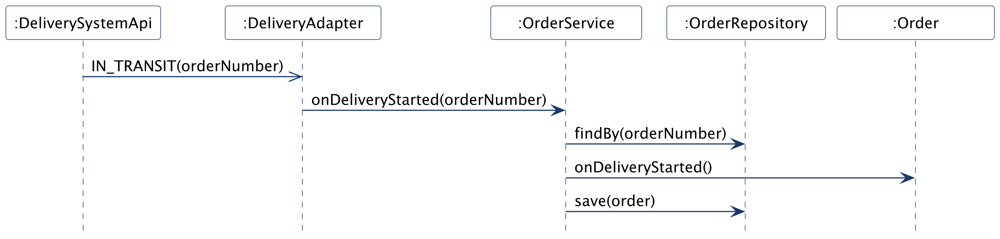 :DeliverySystemApi
:DeliveryAdapter
:OrderService
:OrderRepository
:Order
IN_TRANSIT(orderNumber)
onDeliveryStarted(orderNumber)
findBy(orderNumber)
onDeliveryStarted()
save(order)